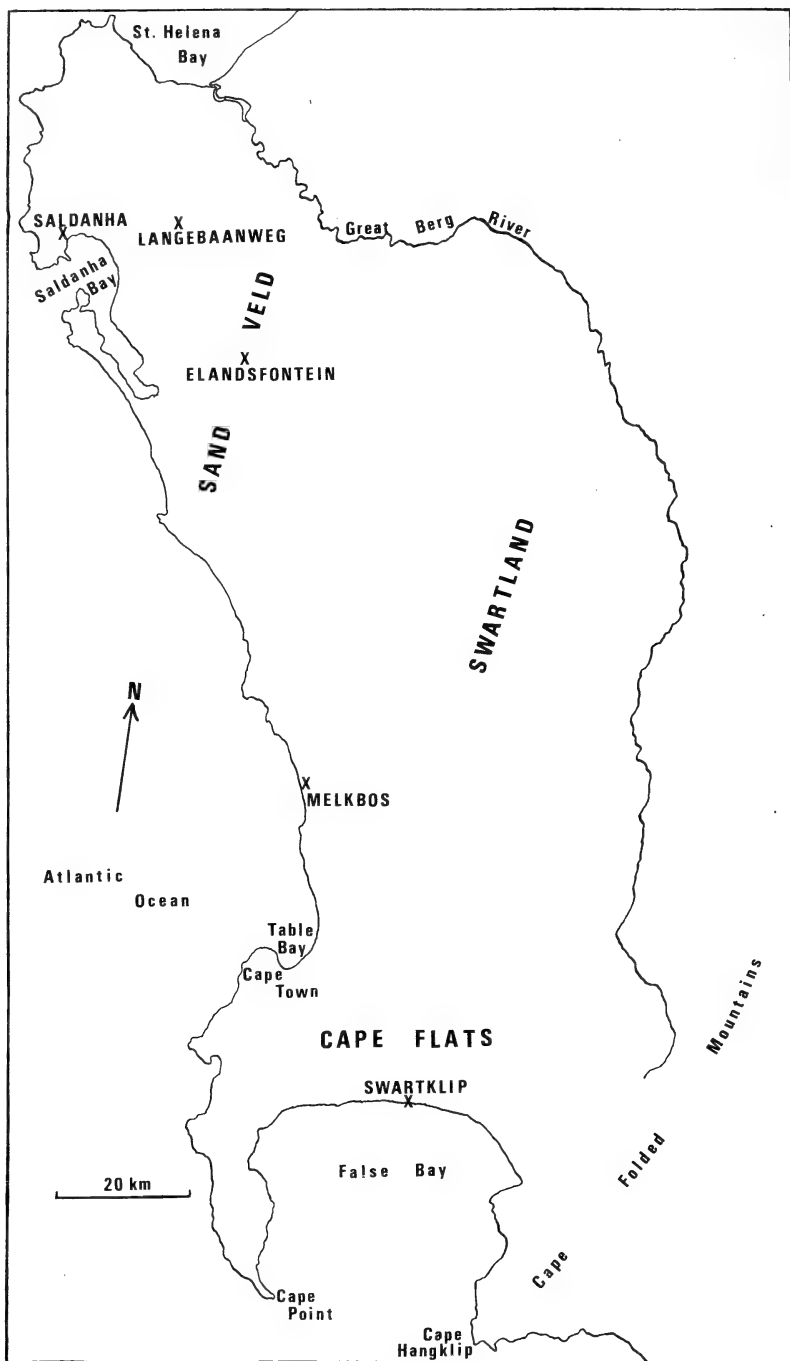 St. Helena
Bay
SALDANHA
X
X
LANGEBAANWEG
Great Berg River
Saldanha
Bay
SAND VELD
X
ELANDSFONTEIN
SWARTLAND
N
X
MELKBOS
Atlantic
Ocean
Table
Bay
Cape
Town
CAPE FLATS
SWARTKLIP
X
False Bay
20 km
Cape Folded Mountains
Cape
Point
Cape
Hangklip